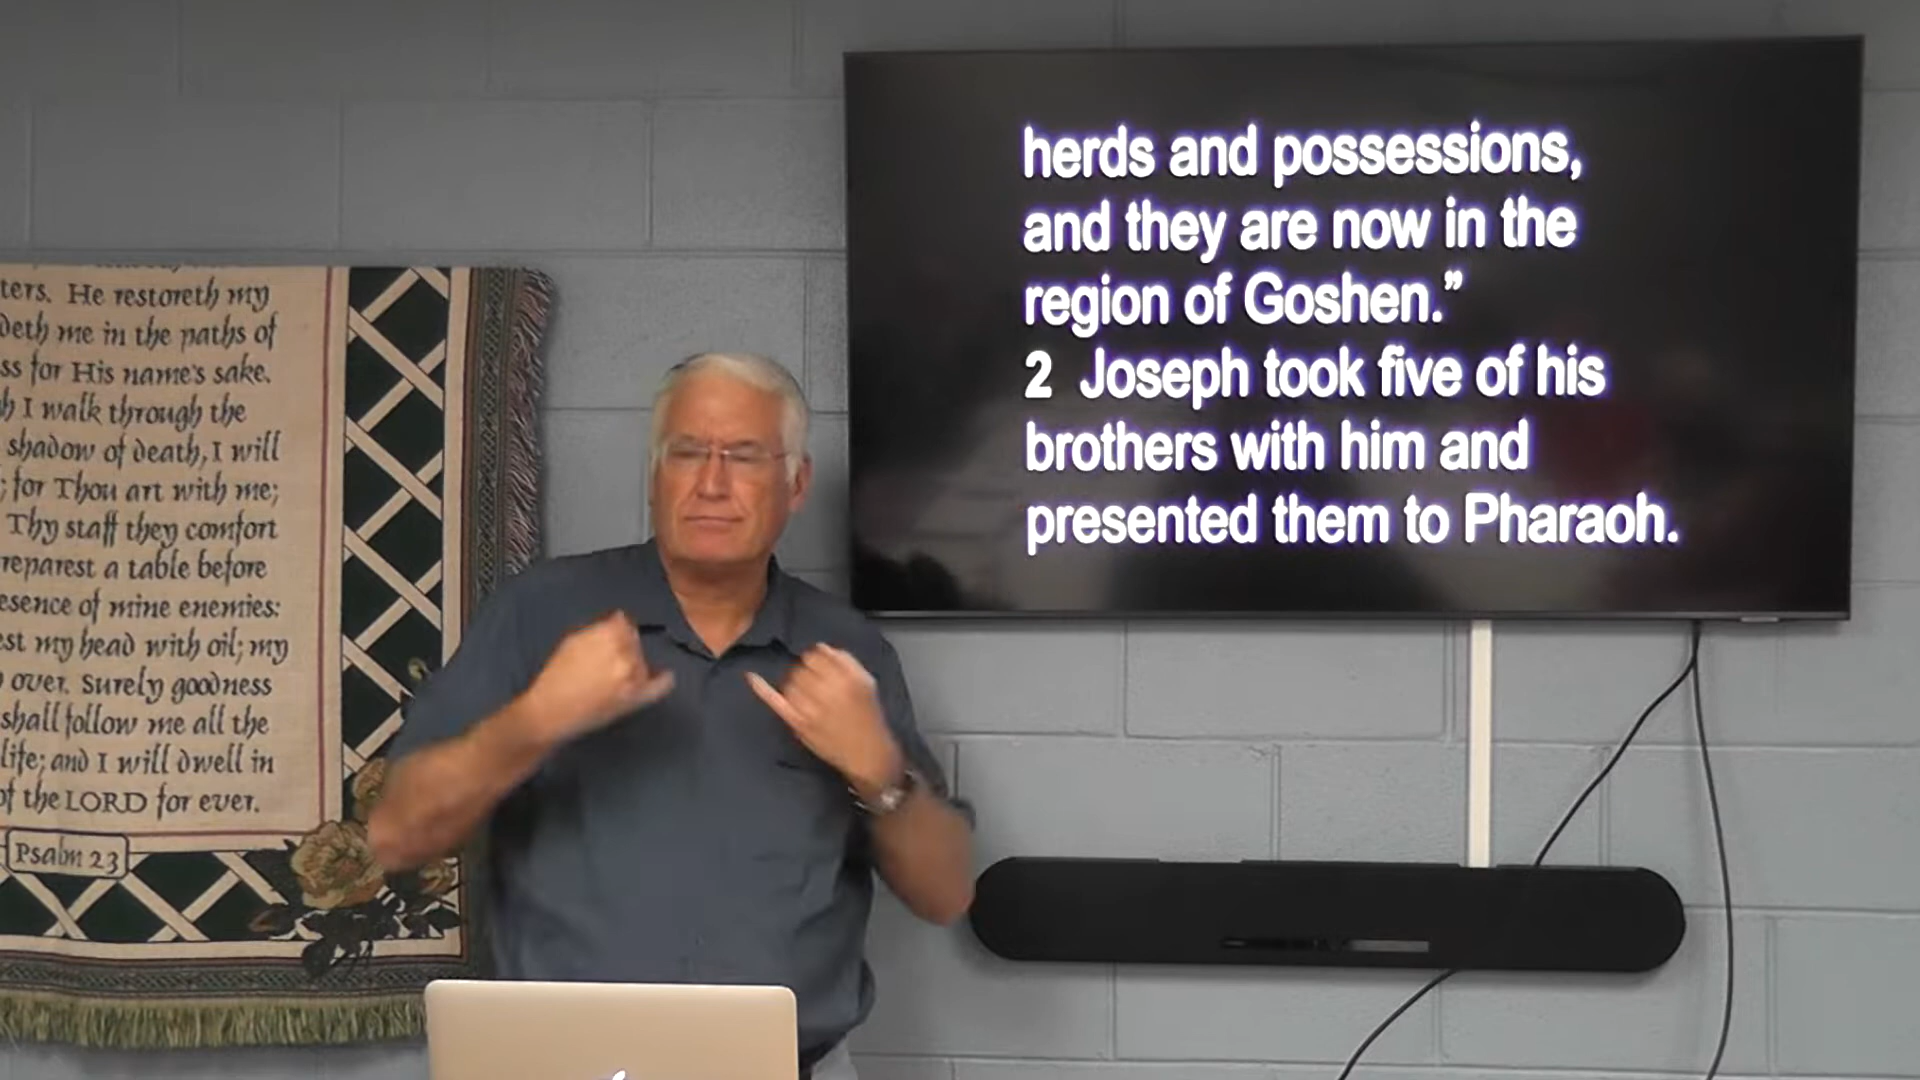 ters. He restoreth my
deth me in the paths of
ss for His name's sake.
h I walk through the
shadow of death, I will
; for Thou art with me;
Thy staff they comfort
reparest a table before
esence of mine enemies:
est my head with oil; my
over. Surely goodness
shall follow me all the
life; and I will dwell in
of the LORD for ever.
Psalm 23
herds and possessions,
and they are now in the
region of Goshen.”
2 Joseph took five of his
brothers with him and
presented them to Pharaoh.